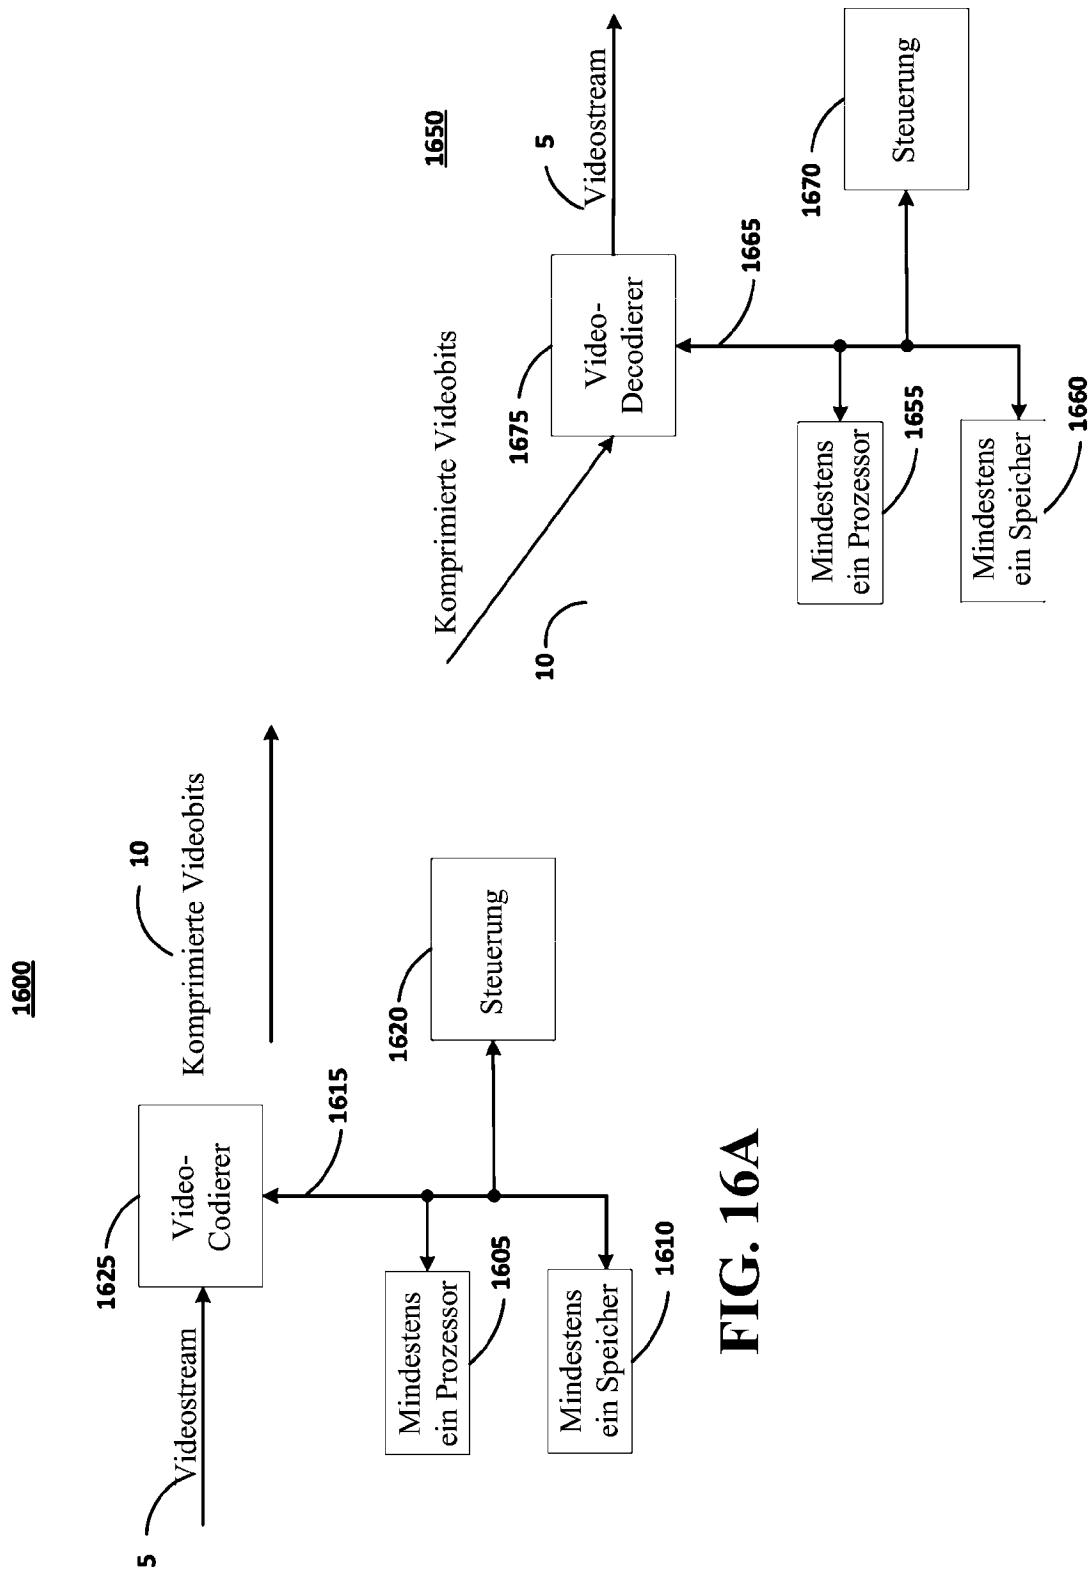 1600
5
Videostream
1625
Video-
Codierer
10
Komprimierte Videobits
1615
1620
Steuerung
Mindestens
ein Prozessor
1605
Mindestens
ein Speicher
1610
FIG. 16A
1650
Komprimierte Videobits
10
1675
Video-
Decodierer
5
Videostream
1665
1670
Steuerung
Mindestens
ein Prozessor
1655
Mindestens
ein Speicher
1660